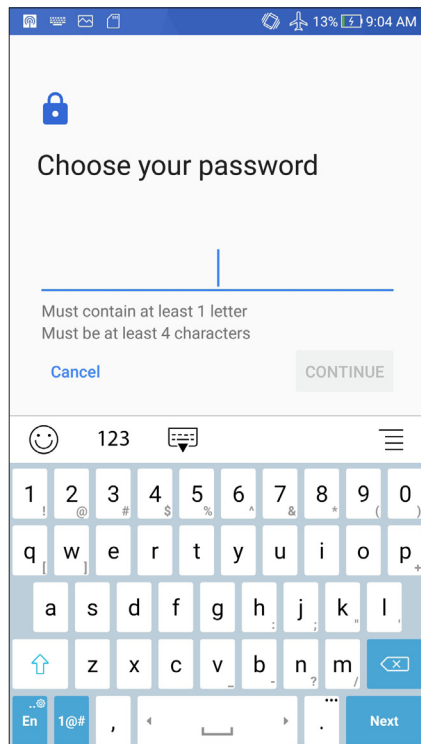 13% 9:04 AM
Choose your password
Must contain at least 1 letter
Must be at least 4 characters
Cancel CONTINUE
123
1 ! 2 @ 3 # 4 $ 5 % 6 ^ 7 & 8 * 9 ( 0 )
q [ w ] e r t y u i o p +
a s d f g h : j ; k " l '
z x c v _ b - n ? m /
En 1@# , . Next